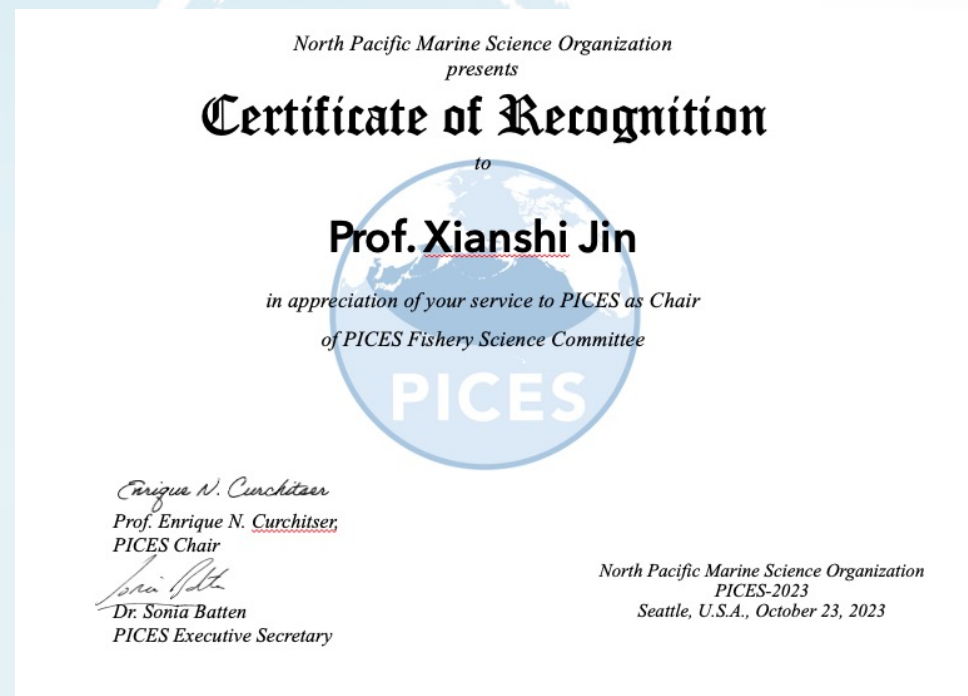 North Pacific Marine Science Organization
presents
Certificate of Recognition
to
Prof. Xianshi Jin
in appreciation of your service to PICES as Chair
of PICES Fishery Science Committee
PICES
Enrique N. Curchitser
Prof. Enrique N. Curchitser,
PICES Chair
Sonia Batten
Dr. Sonia Batten
PICES Executive Secretary
North Pacific Marine Science Organization
PICES-2023
Seattle, U.S.A., October 23, 2023